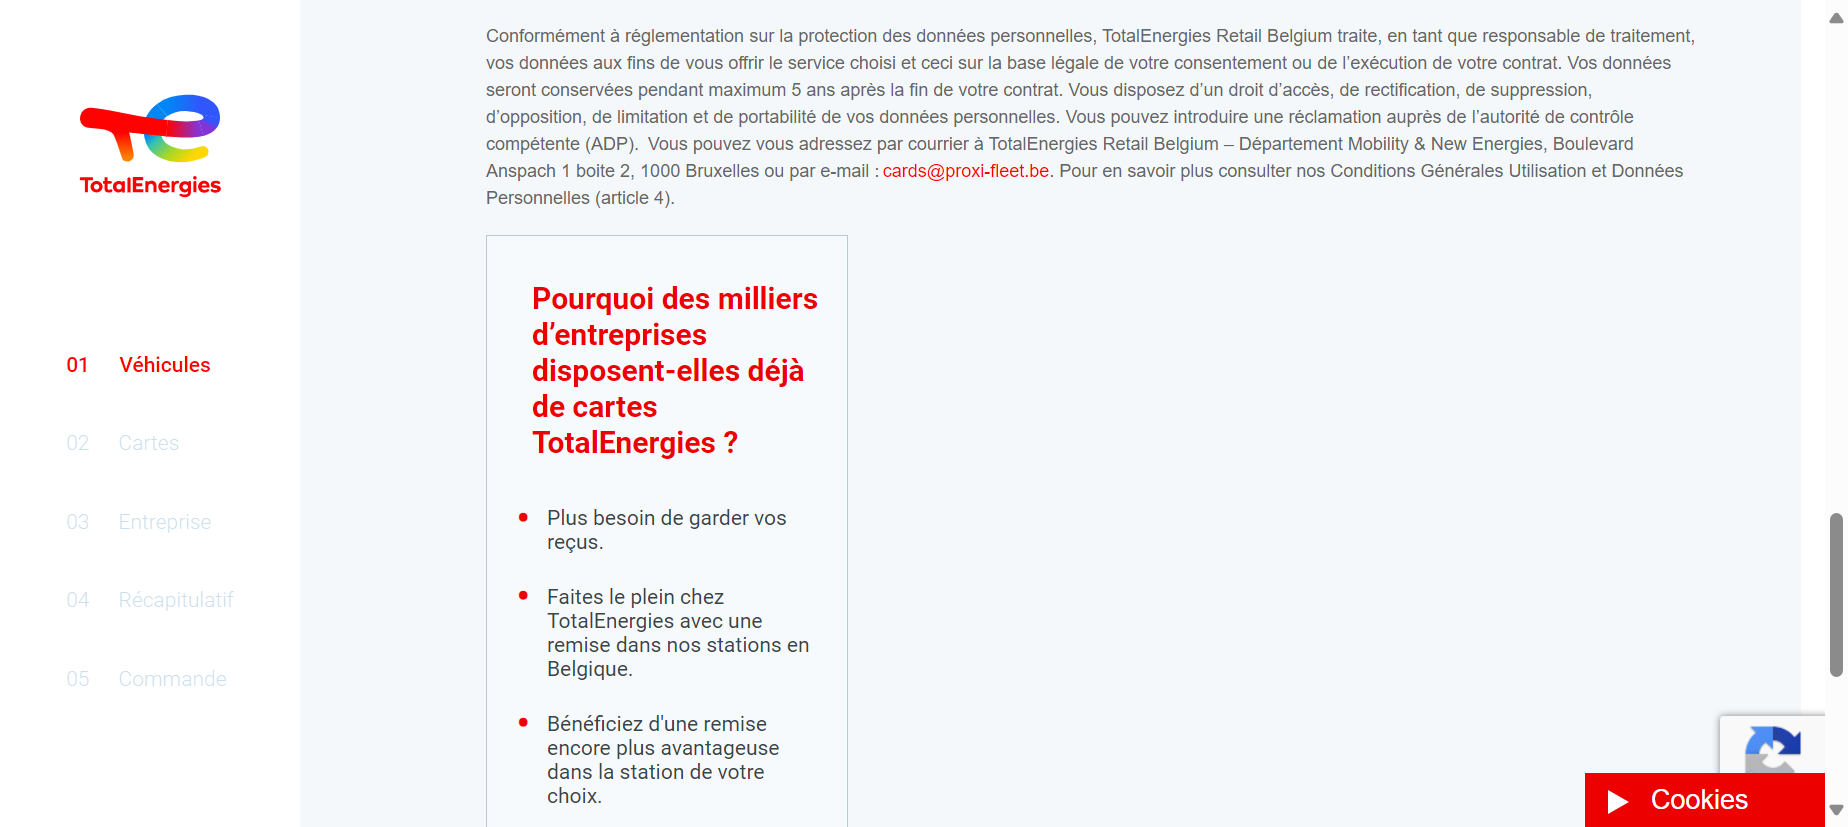 Conformément à réglementation sur la protection des données personnelles, TotalEnergies Retail Belgium traite, en tant que responsable de traitement,
vos données aux fins de vous offrir le service choisi et ceci sur la base légale de votre consentement ou de l’exécution de votre contrat. Vos données
seront conservées pendant maximum 5 ans après la fin de votre contrat. Vous disposez d’un droit d’accès, de rectification, de suppression,
d’opposition, de limitation et de portabilité de vos données personnelles. Vous pouvez introduire une réclamation auprès de l’autorité de contrôle
compétente (ADP).  Vous pouvez vous adressez par courrier à TotalEnergies Retail Belgium – Département Mobility & New Energies, Boulevard
Anspach 1 boite 2, 1000 Bruxelles ou par e-mail : cards@proxi-fleet.be. Pour en savoir plus consulter nos Conditions Générales Utilisation et Données
Personnelles (article 4).
TotalEnergies
01 Véhicules
02 Cartes
03 Entreprise
04 Récapitulatif
05 Commande
Pourquoi des milliers
d’entreprises
disposent-elles déjà
de cartes
TotalEnergies ?
Plus besoin de garder vos
reçus.
Faites le plein chez
TotalEnergies avec une
remise dans nos stations en
Belgique.
Bénéficiez d'une remise
encore plus avantageuse
dans la station de votre
choix.
Cookies